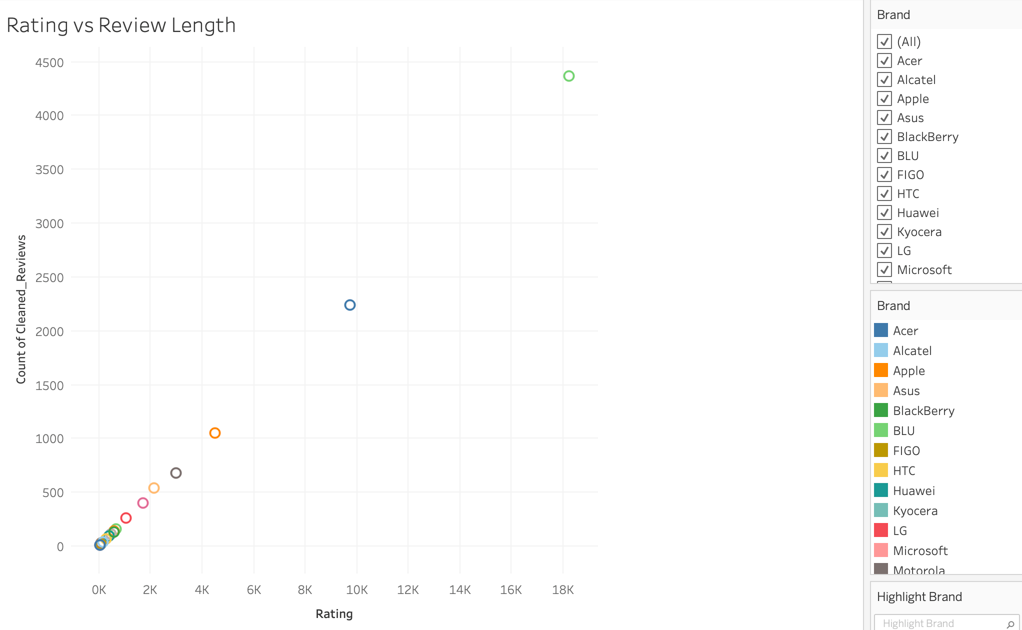 Rating vs Review Length
4500
4000
3500
3000
2500
2000
1500
1000
500
0
Count of Cleaned_Reviews
0K 2K 4K 6K 8K 10K 12K 14K 16K 18K
Rating
Brand
(All)
Acer
Alcatel
Apple
Asus
BlackBerry
BLU
FIGO
HTC
Huawei
Kyocera
LG
Microsoft
Brand
Acer
Alcatel
Apple
Asus
BlackBerry
BLU
FIGO
HTC
Huawei
Kyocera
LG
Microsoft
Motorola
Highlight Brand
Highlight Brand